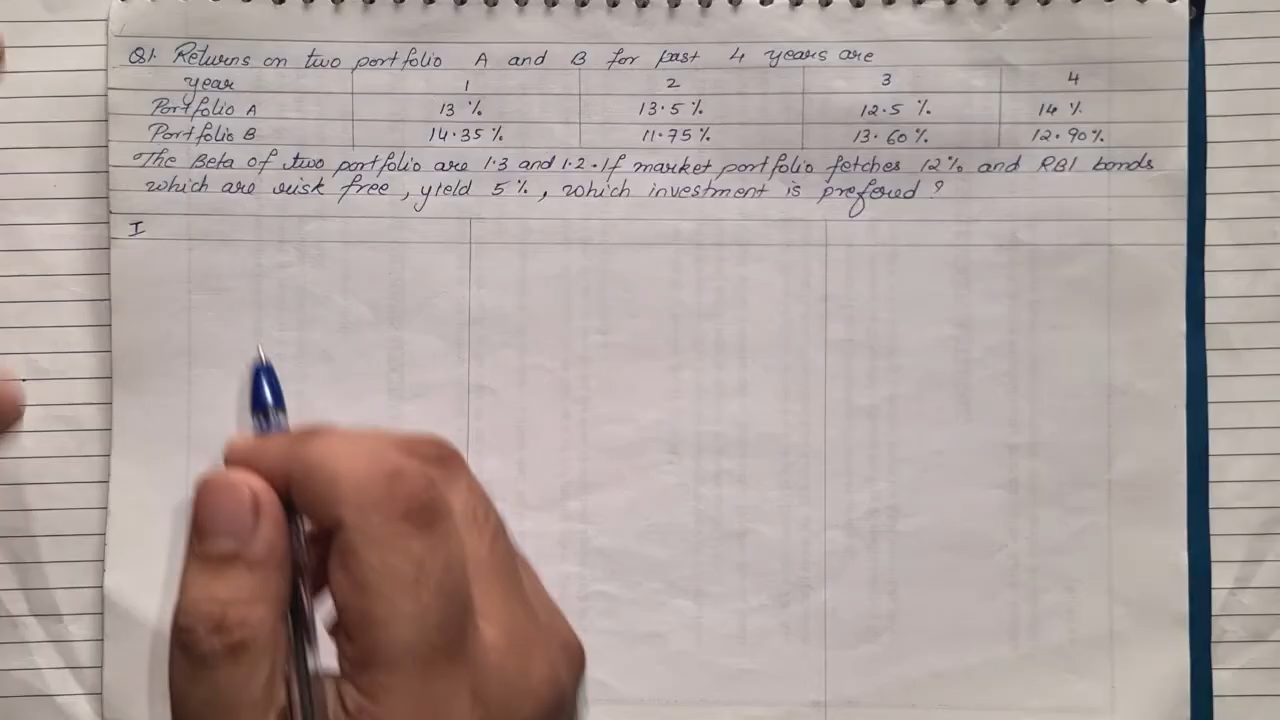 Q1. Returns on two portfolio A and B for past 4 years are
year 1 2 3 4
Portfolio A 13 % 13.5 % 12.5 % 14 %
Portfolio B 14.35 % 11.75 % 13.60 % 12.90 %
The Beta of two portfolio are 1.3 and 1.2. If market portfolio fetches 12 % and RBI bonds
which are risk free, yield 5 %, which investment is prefered ?
I